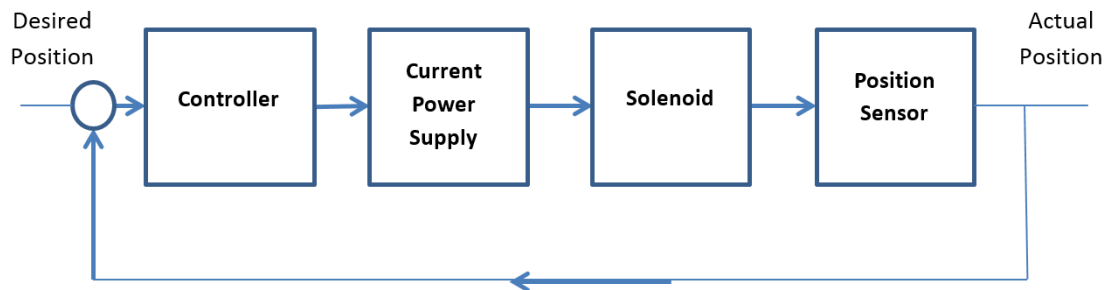 Desired
Position
Controller
Current
Power
Supply
Solenoid
Position
Sensor
Actual
Position